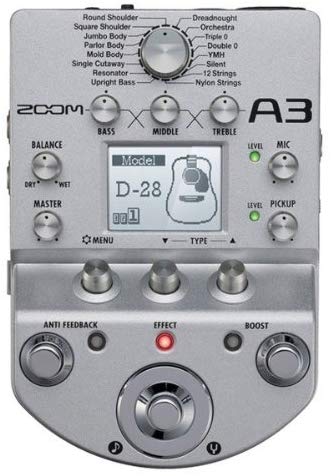 Round Shoulder Dreadnought
Square Shoulder Orchestra
Jumbo Body Triple 0
Parlor Body Double 0
Mold Body YMH
Single Cutaway Silent
Resonator 12 Strings
Upright Bass Nylon Strings
ZOOM A3
BASS MIDDLE TREBLE
BALANCE LEVEL MIC
DRY WET
Model
D-28
MASTER LEVEL PICKUP
001
MENU TYPE
ANTI FEEDBACK EFFECT BOOST